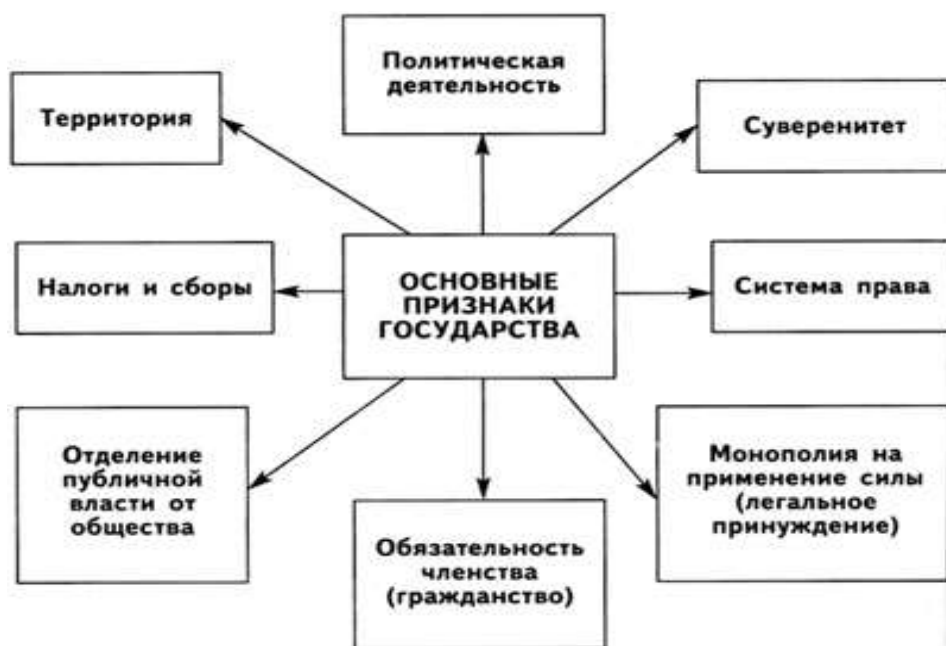 Политическая
деятельность
Территория
Суверенитет
Налоги и сборы
ОСНОВНЫЕ
ПРИЗНАКИ
ГОСУДАРСТВА
Система права
Отделение
публичной
власти от
общества
Обязательность
членства
(гражданство)
Монополия на
применение силы
(легальное
принуждение)